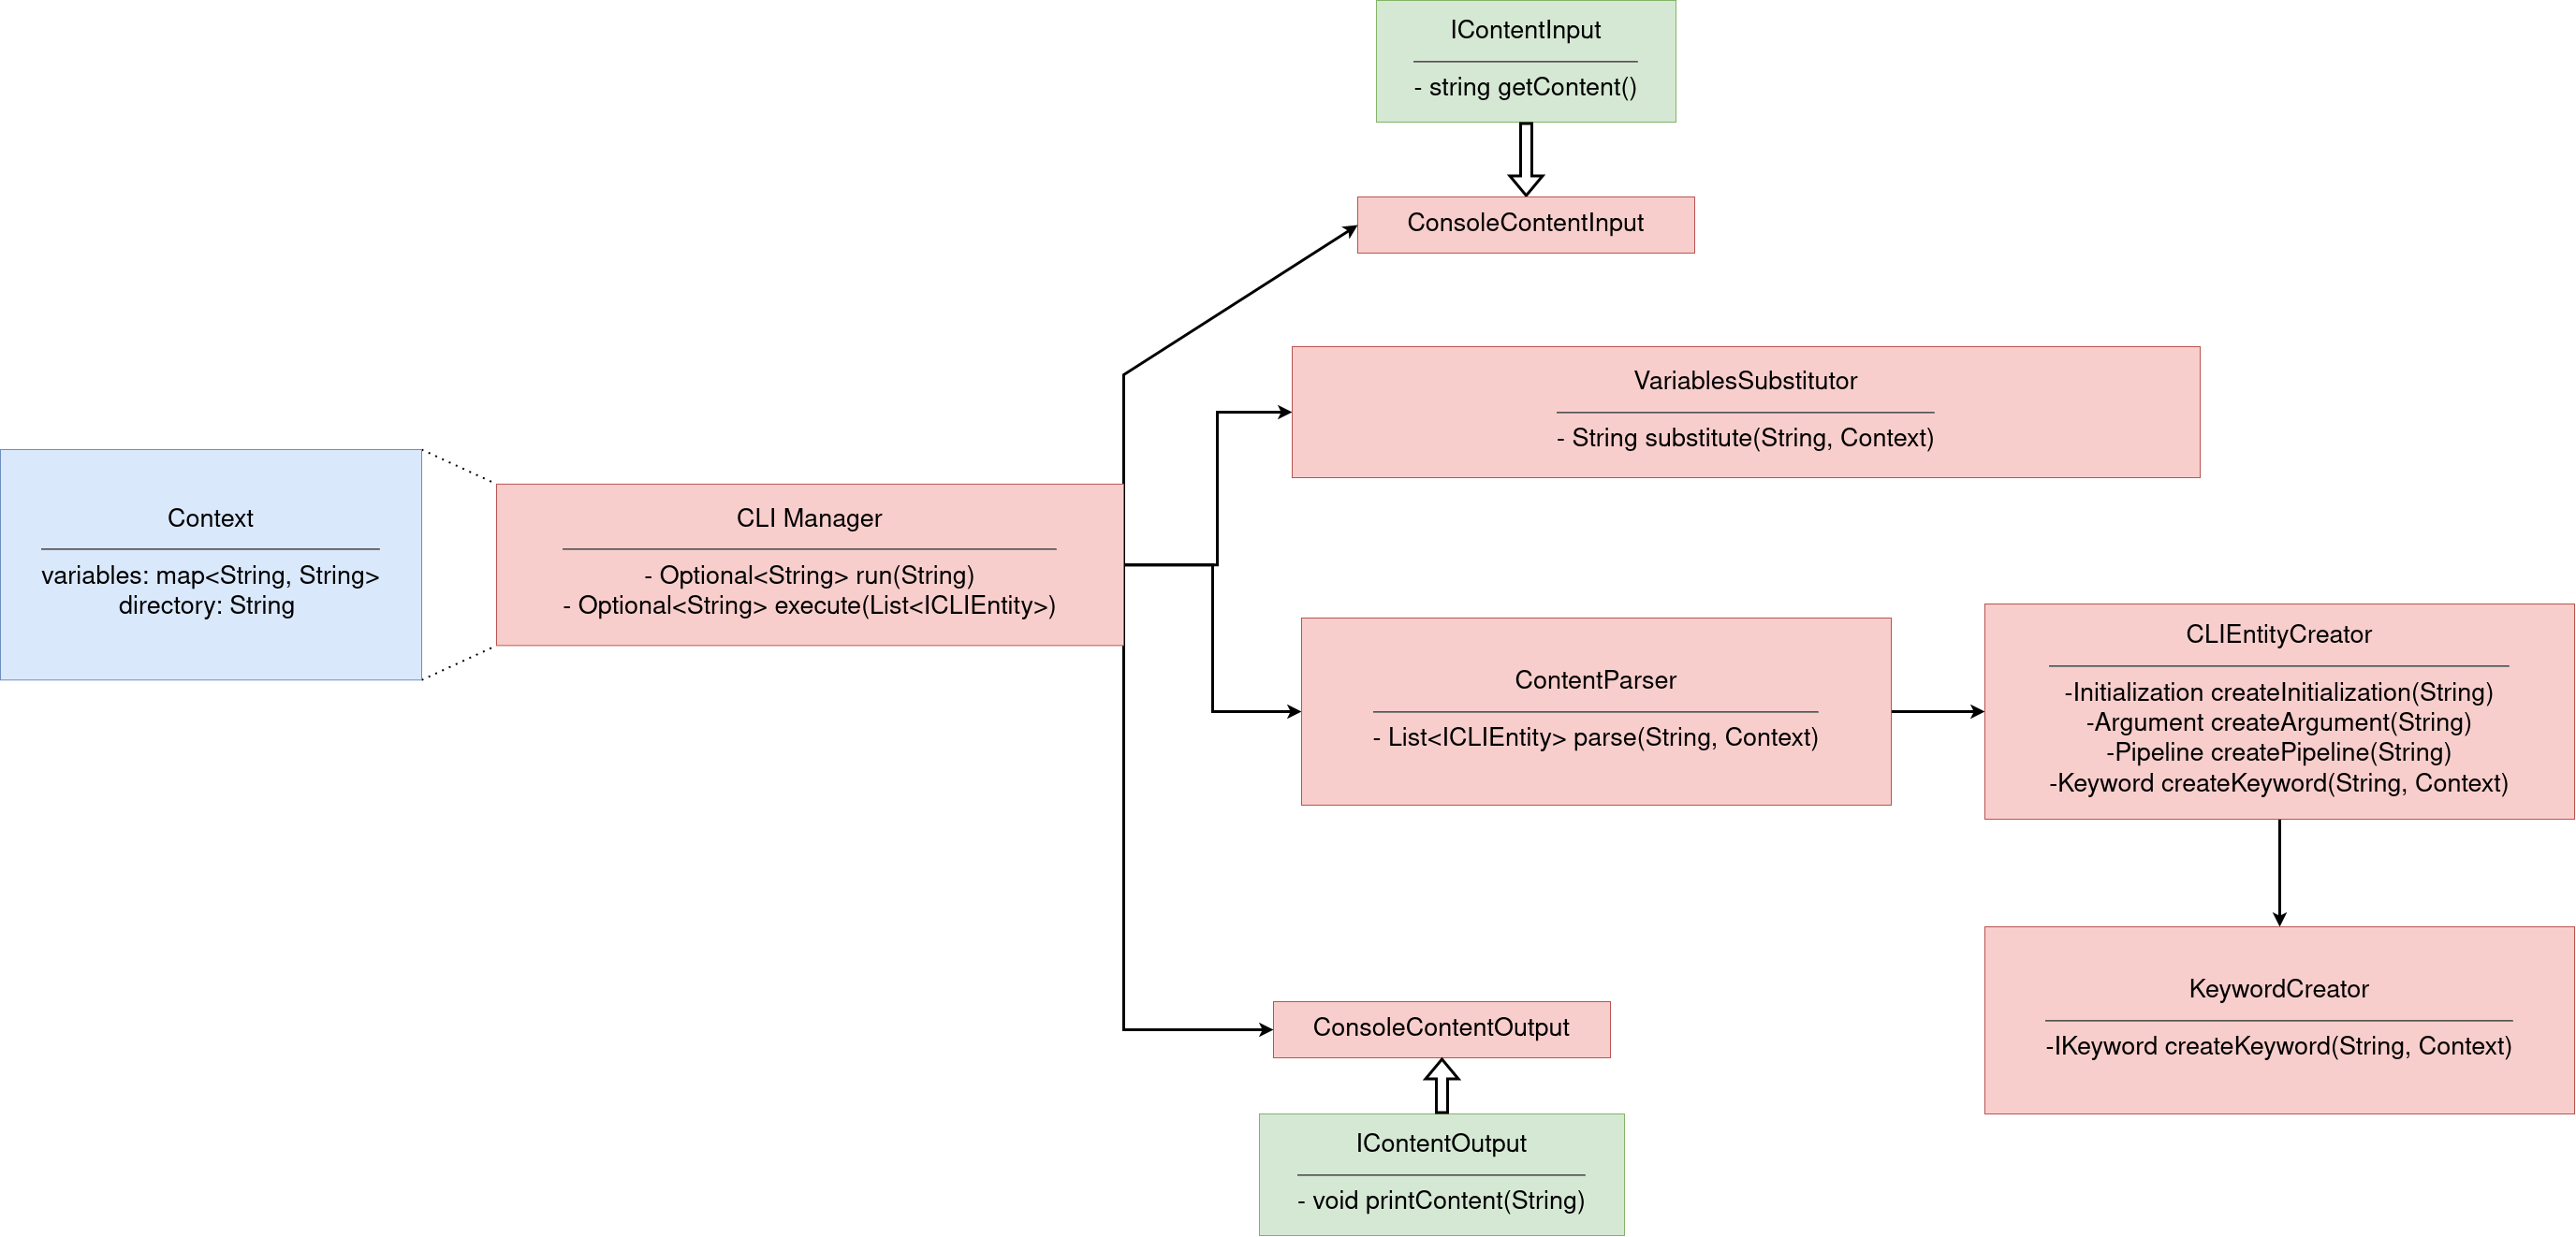 IContentInput
- string getContent()
ConsoleContentInput
VariablesSubstitutor
- String substitute(String, Context)
Context
variables: map<String, String>
directory: String
CLI Manager
- Optional<String> run(String)
- Optional<String> execute(List<ICLIEntity>)
ContentParser
- List<ICLIEntity> parse(String, Context)
CLIEntityCreator
-Initialization createInitialization(String)
-Argument createArgument(String)
-Pipeline createPipeline(String)
-Keyword createKeyword(String, Context)
KeywordCreator
-IKeyword createKeyword(String, Context)
ConsoleContentOutput
IContentOutput
- void printContent(String)